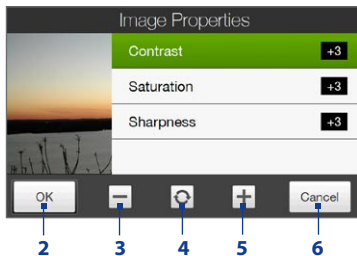 Image Properties
Contrast +3
Saturation +3
Sharpness +3
OK Cancel
2 3 4 5 6